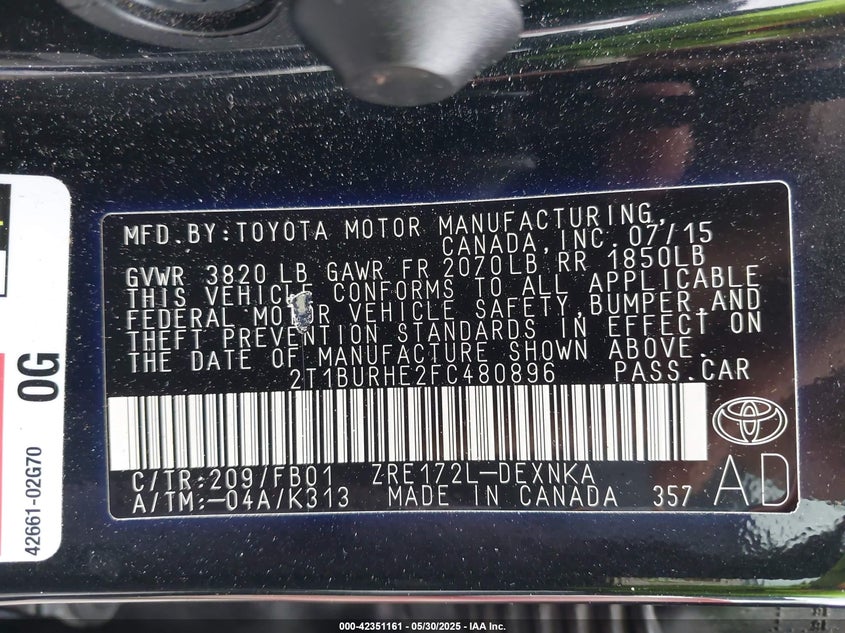 MFD.BY:TOYOTA MOTOR MANUFACTURING,
CANADA,INC. 07/15
GVWR 3820 LB GAWR FR 2070LB RR 1850LB
THIS VEHICLE CONFORMS TO ALL APPLICABLE
FEDERAL MOTOR VEHICLE SAFETY,BUMPER,AND
THEFT PREVENTION STANDARDS IN EFFECT ON
THE DATE OF MANUFACTURE SHOWN ABOVE.
2T1BURHE2FC480896 PASS.CAR
C/TR:209/FB01 ZRE172L-DEXNKA
A/TM:-04A/K313 MADE IN CANADA 357
AD
0G
42661-02G70
000-42351161 - 05/30/2025 - IAA Inc.